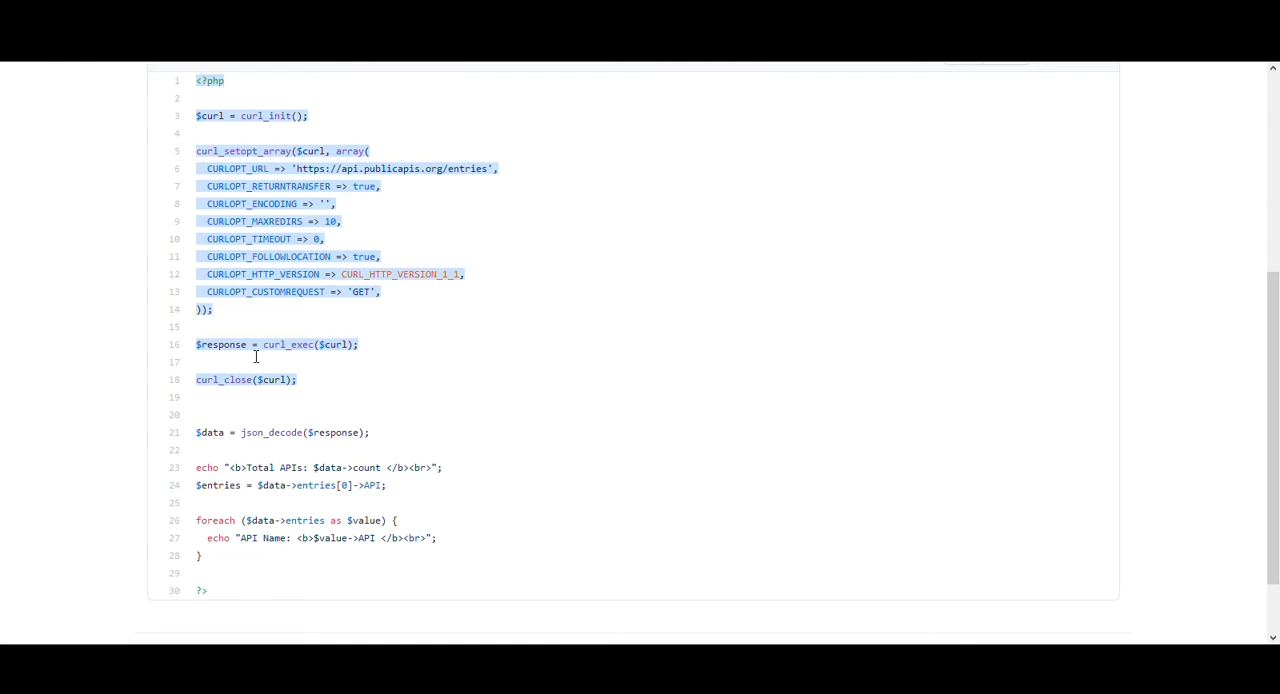 1 <?php
2
3 $curl = curl_init();
4
5 curl_setopt_array($curl, array(
6 CURLOPT_URL => 'https://api.publicapis.org/entries',
7 CURLOPT_RETURNTRANSFER => true,
8 CURLOPT_ENCODING => '',
9 CURLOPT_MAXREDIRS => 10,
10 CURLOPT_TIMEOUT => 0,
11 CURLOPT_FOLLOWLOCATION => true,
12 CURLOPT_HTTP_VERSION => CURL_HTTP_VERSION_1_1,
13 CURLOPT_CUSTOMREQUEST => 'GET',
14 ));
15
16 $response = curl_exec($curl);
17
18 curl_close($curl);
19
20
21 $data = json_decode($response);
22
23 echo "<b>Total APIs: $data->count </b><br>";
24 $entries = $data->entries[0]->API;
25
26 foreach ($data->entries as $value) {
27 echo "API Name: <b>$value->API </b><br>";
28 }
29
30 ?>